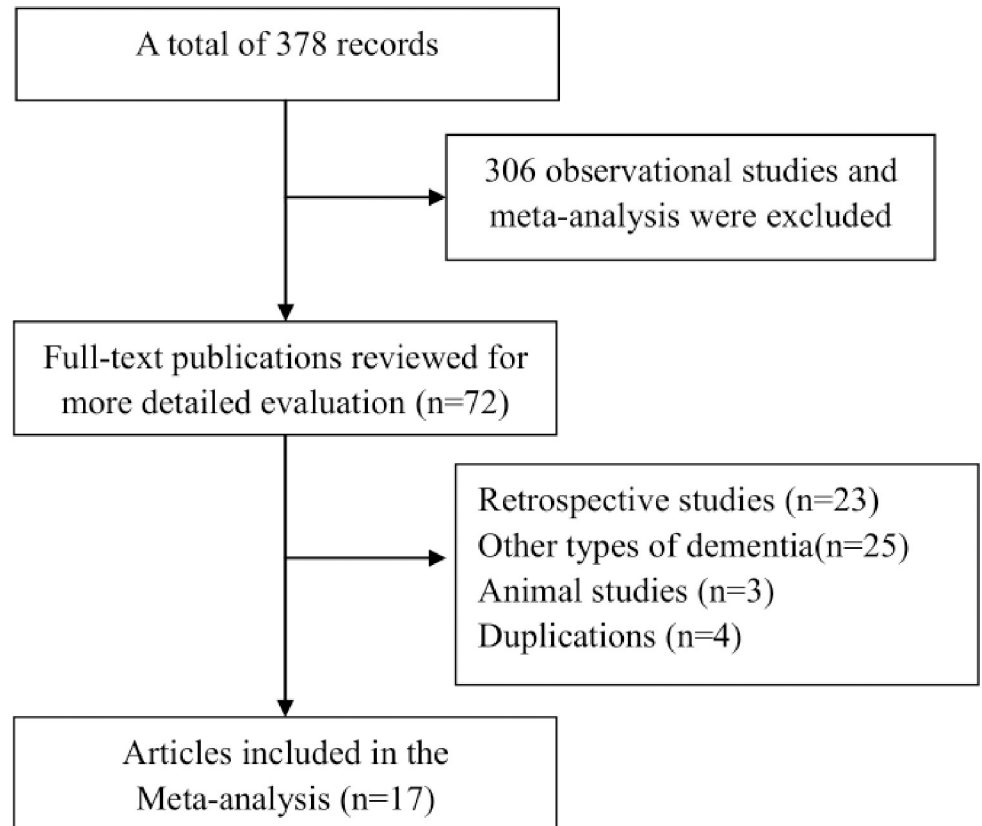 A total of 378 records
306 observational studies and
meta-analysis were excluded
Full-text publications reviewed for
more detailed evaluation (n=72)
Retrospective studies (n=23)
Other types of dementia(n=25)
Animal studies (n=3)
Duplications (n=4)
Articles included in the
Meta-analysis (n=17)